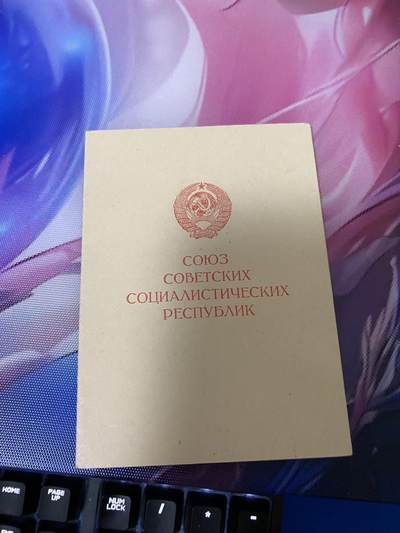 СОЮЗ
СОВЕТСКИХ
СОЦИАЛИСТИЧЕСКИХ
РЕСПУБЛИК
HOME
PAGE UP
NUM LOCK
/
*
-